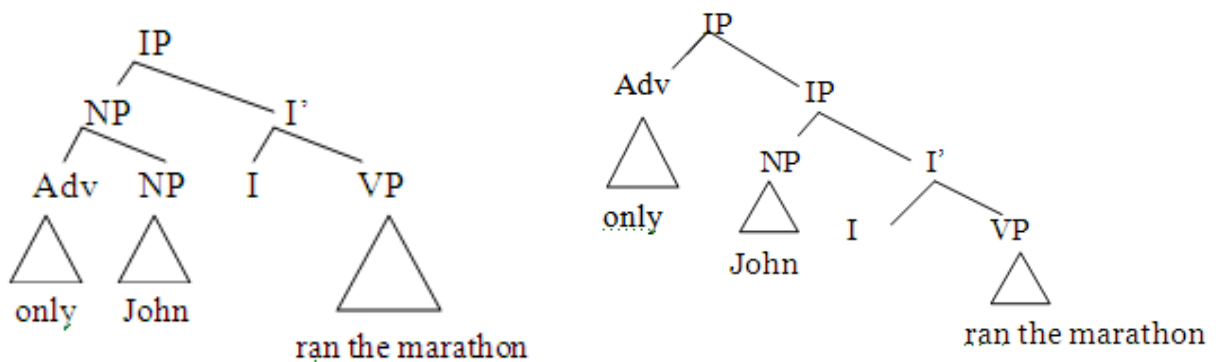 IP
NP I’
Adv NP I VP
only John
ran the marathon
IP
Adv IP
NP I’
only
I VP
John
ran the marathon